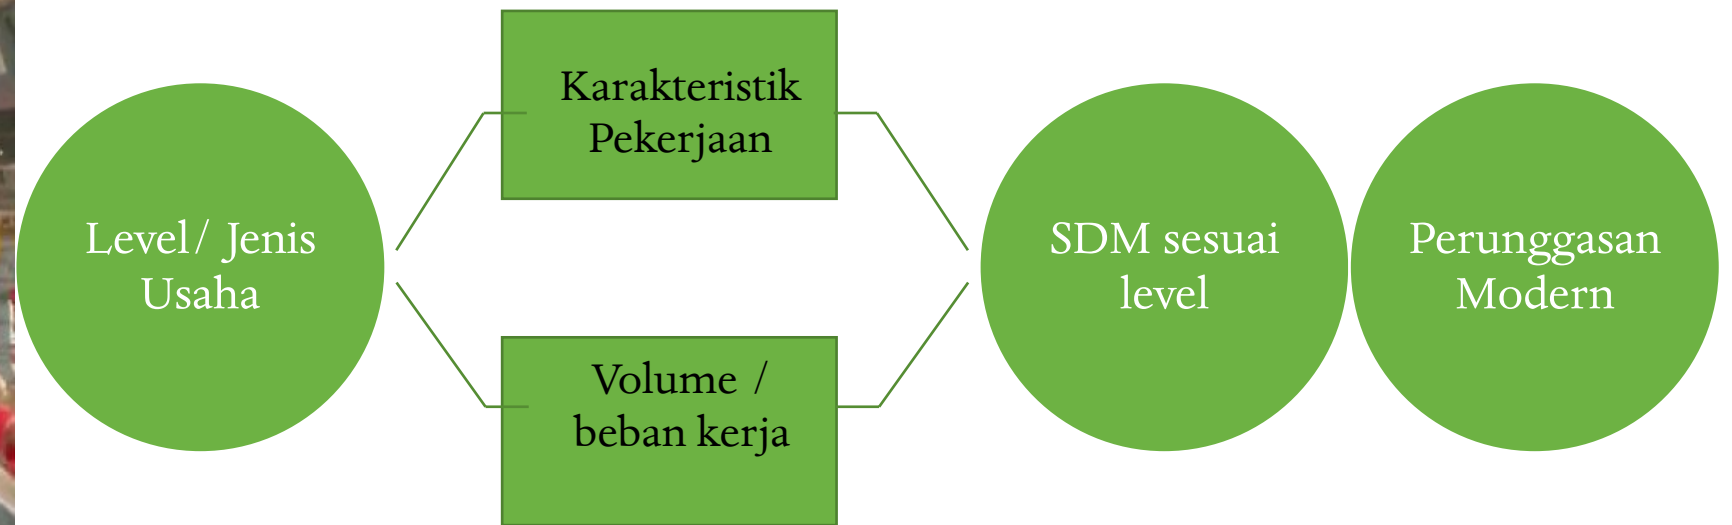 Level/ Jenis
Usaha
Karakteristik
Pekerjaan
Volume /
beban kerja
SDM sesuai
level
Perunggasan
Modern